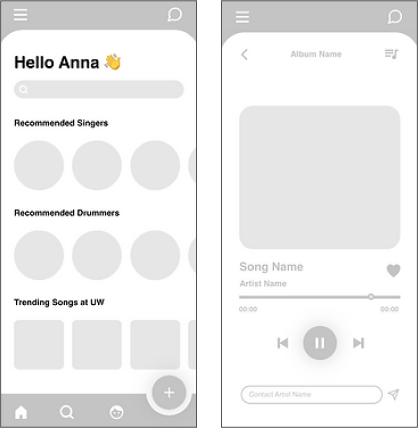 Hello Anna 👋
Recommended Singers
Recommended Drummers
Trending Songs at UW
Album Name
Song Name
Artist Name
00:00 00:00
Contact Artist Name